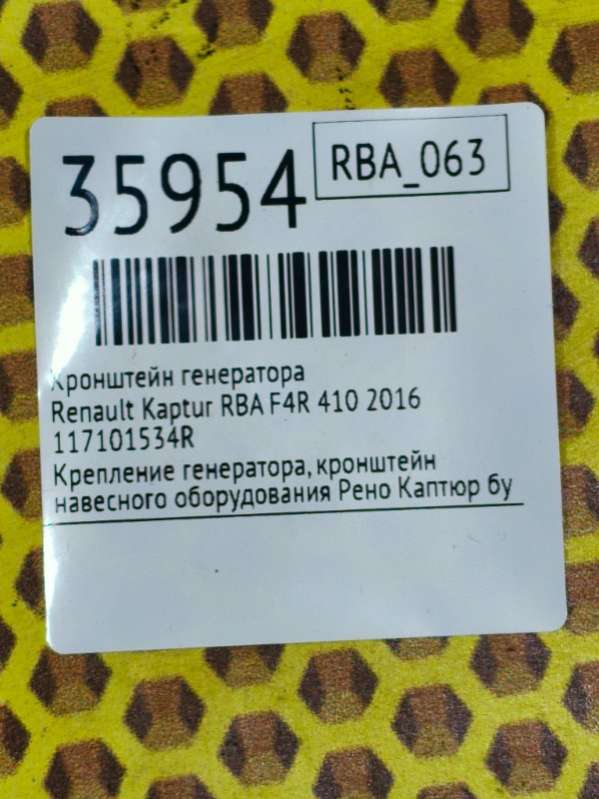 35954
RBA_063
Кронштейн генератора
Renault Kaptur RBA F4R 410 2016
117101534R
Крепление генератора, кронштейн
навесного оборудования Рено Каптюр бу